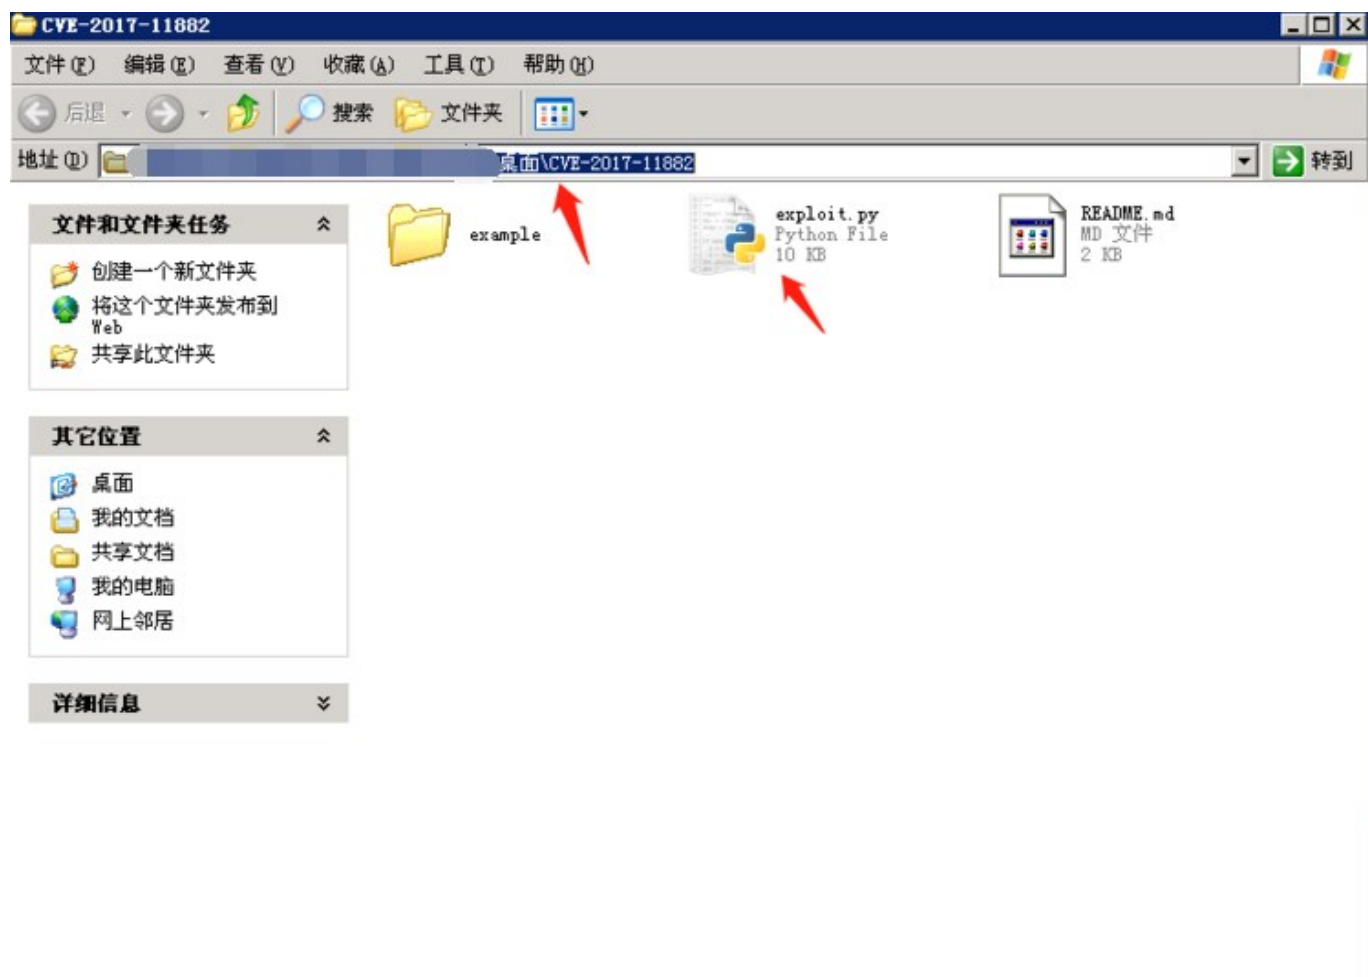 CVE-2017-11882
文件(F) 编辑(E) 查看(V) 收藏(A) 工具(T) 帮助(H)
后退 搜索 文件夹
地址(D) 桌面\CVE-2017-11882 转到
文件和文件夹任务
创建一个新文件夹
将这个文件夹发布到
Web
共享此文件夹
其它位置
桌面
我的文档
共享文档
我的电脑
网上邻居
详细信息
example
exploit.py
Python File
10 KB
README.md
MD 文件
2 KB